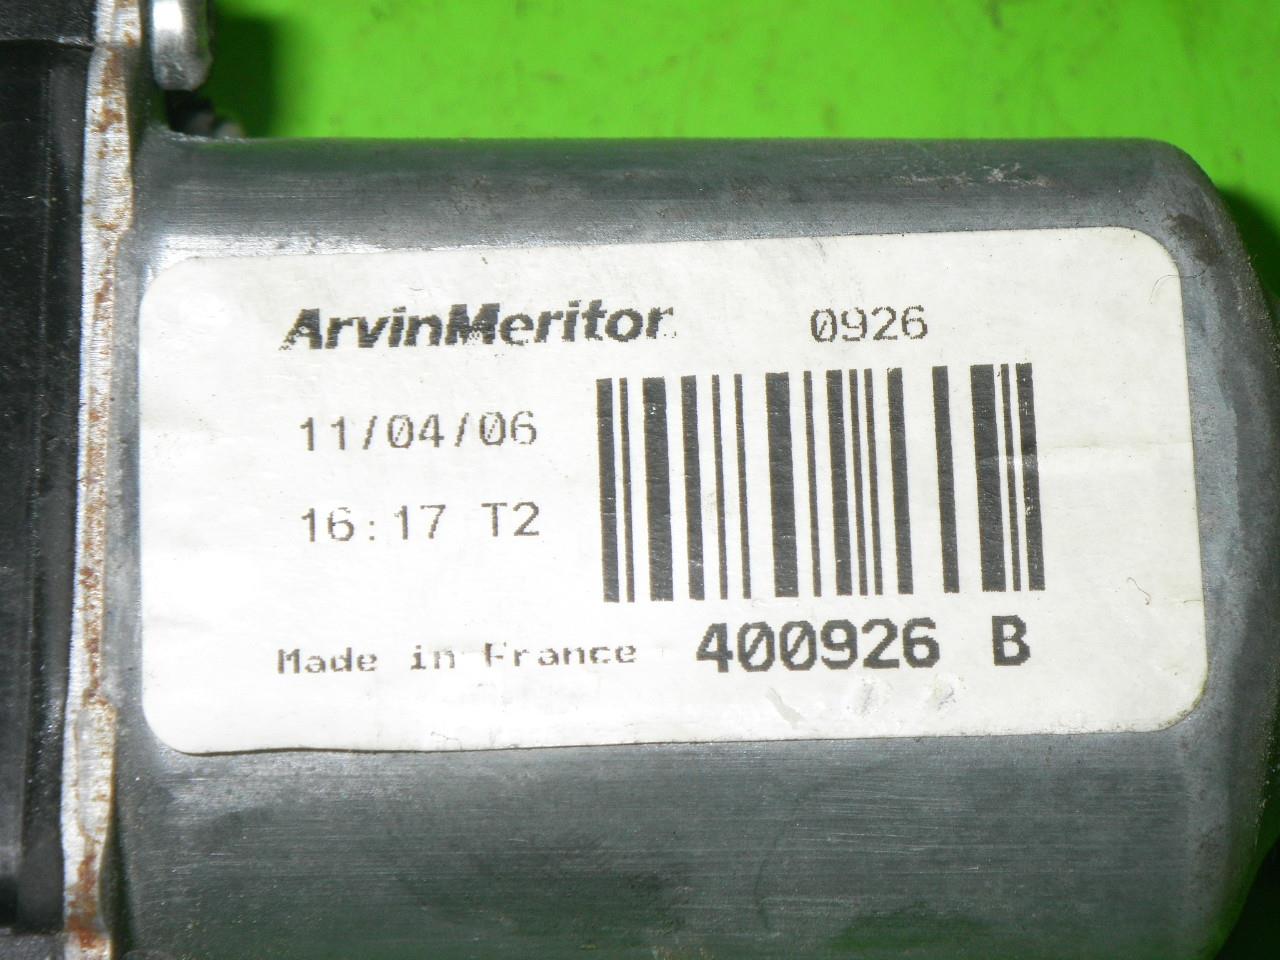 ArvinMeritor 0926
11/04/06
16:17 T2
Made in France 400926 B